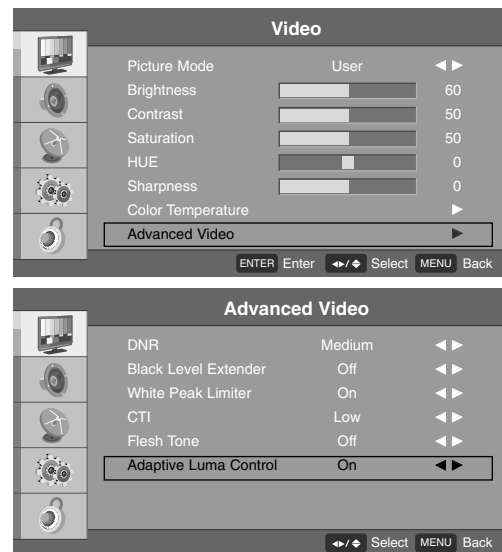 Video
Picture Mode User
Brightness 60
Contrast 50
Saturation 50
HUE 0
Sharpness 0
Color Temperature
Advanced Video
ENTER Enter Select MENU Back
Advanced Video
DNR Medium
Black Level Extender Off
White Peak Limiter On
CTI Low
Flesh Tone Off
Adaptive Luma Control On
Select MENU Back